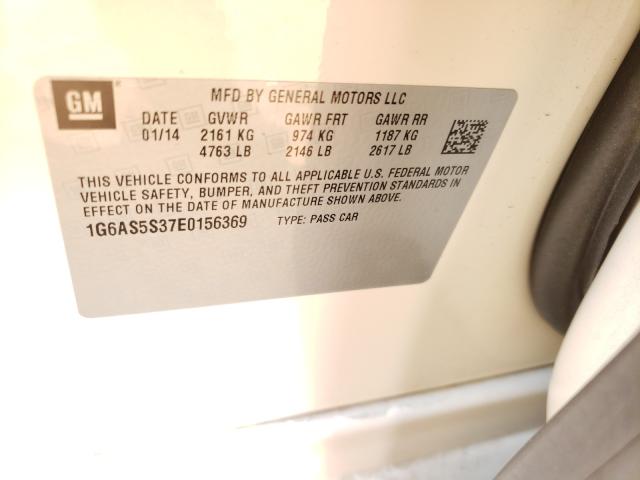 GM
MFD BY GENERAL MOTORS LLC
DATE GVWR GAWR FRT GAWR RR
01/14 2161 KG 974 KG 1187 KG
4763 LB 2146 LB 2617 LB
THIS VEHICLE CONFORMS TO ALL APPLICABLE U.S. FEDERAL MOTOR
VEHICLE SAFETY, BUMPER, AND THEFT PREVENTION STANDARDS IN
EFFECT ON THE DATE OF MANUFACTURE SHOWN ABOVE.
1G6AS5S37E0156369 TYPE: PASS CAR